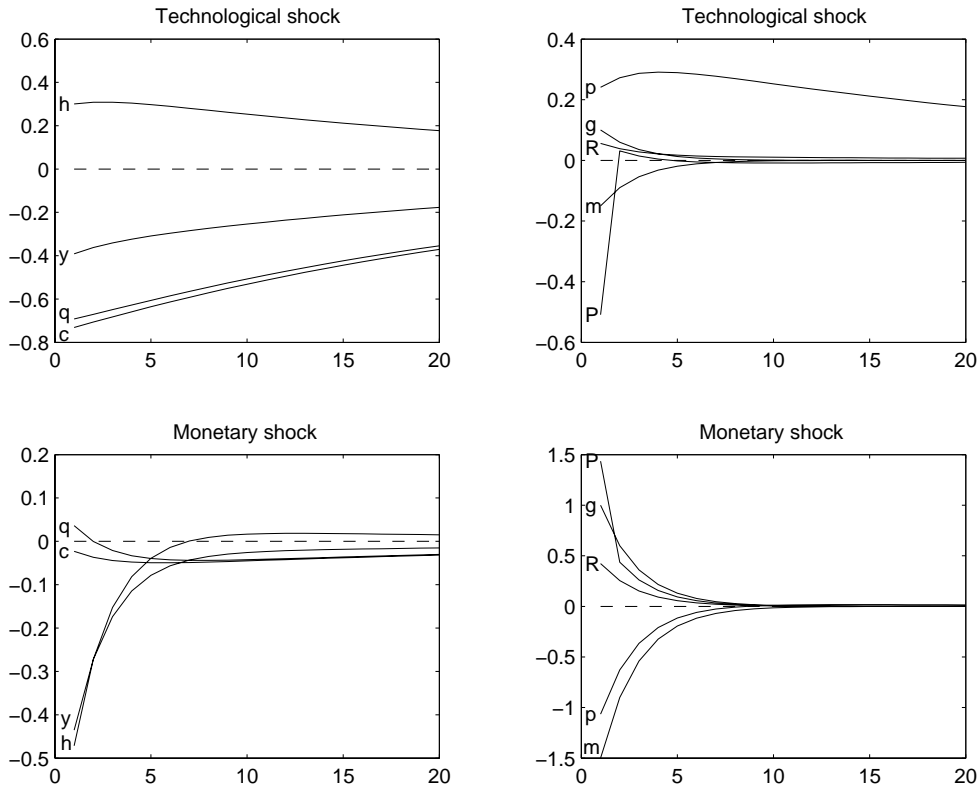 Technological shock
0.6
0.4
0.2
0
−0.2
−0.4
−0.6
−0.8
h
y
q
c
0 5 10 15 20
Technological shock
0.4
0.2
0
−0.2
−0.4
−0.6
p
g
R
m
P
0 5 10 15 20
Monetary shock
0.2
0.1
0
−0.1
−0.2
−0.3
−0.4
−0.5
q
c
y
h
0 5 10 15 20
Monetary shock
1.5
1
0.5
0
−0.5
−1
−1.5
P
g
R
p
m
0 5 10 15 20